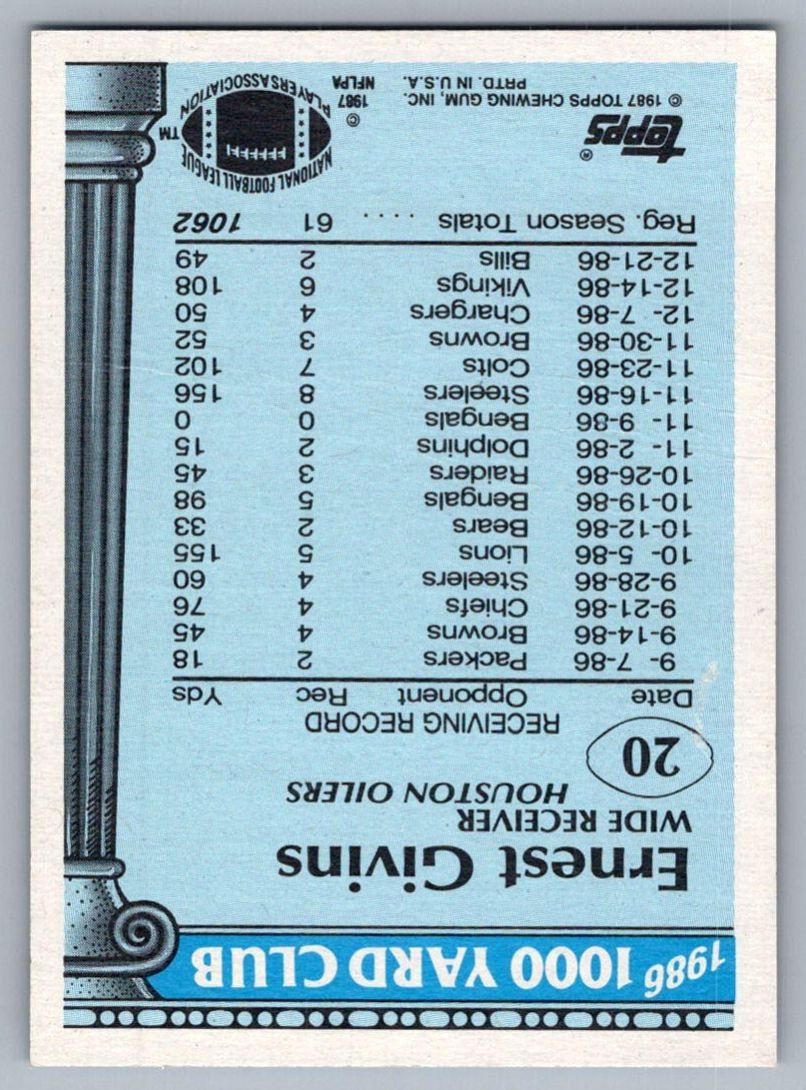 1986 1000 YARD CLUB
Ernest Givins
WIDE RECEIVER
HOUSTON OILERS
20
RECEIVING RECORD
Date Opponent Rec Yds
9- 7-86 Packers 2 18
9-14-86 Browns 4 45
9-21-86 Chiefs 4 76
9-28-86 Steelers 4 60
10- 5-86 Lions 5 155
10-12-86 Bears 2 33
10-19-86 Bengals 5 98
10-26-86 Raiders 3 45
11- 2-86 Dolphins 2 15
11- 9-86 Bengals 0 0
11-16-86 Steelers 8 156
11-23-86 Colts 7 102
11-30-86 Browns 3 52
12- 7-86 Chargers 4 50
12-14-86 Vikings 6 108
12-21-86 Bills 2 49
Reg. Season Totals .... 61 1062
topps ®
© 1987 TOPPS CHEWING GUM, INC.
PRTD. IN U.S.A.
©
1987
NFLPA
NATIONAL FOOTBALL LEAGUE
PLAYERS ASSOCIATION
TM